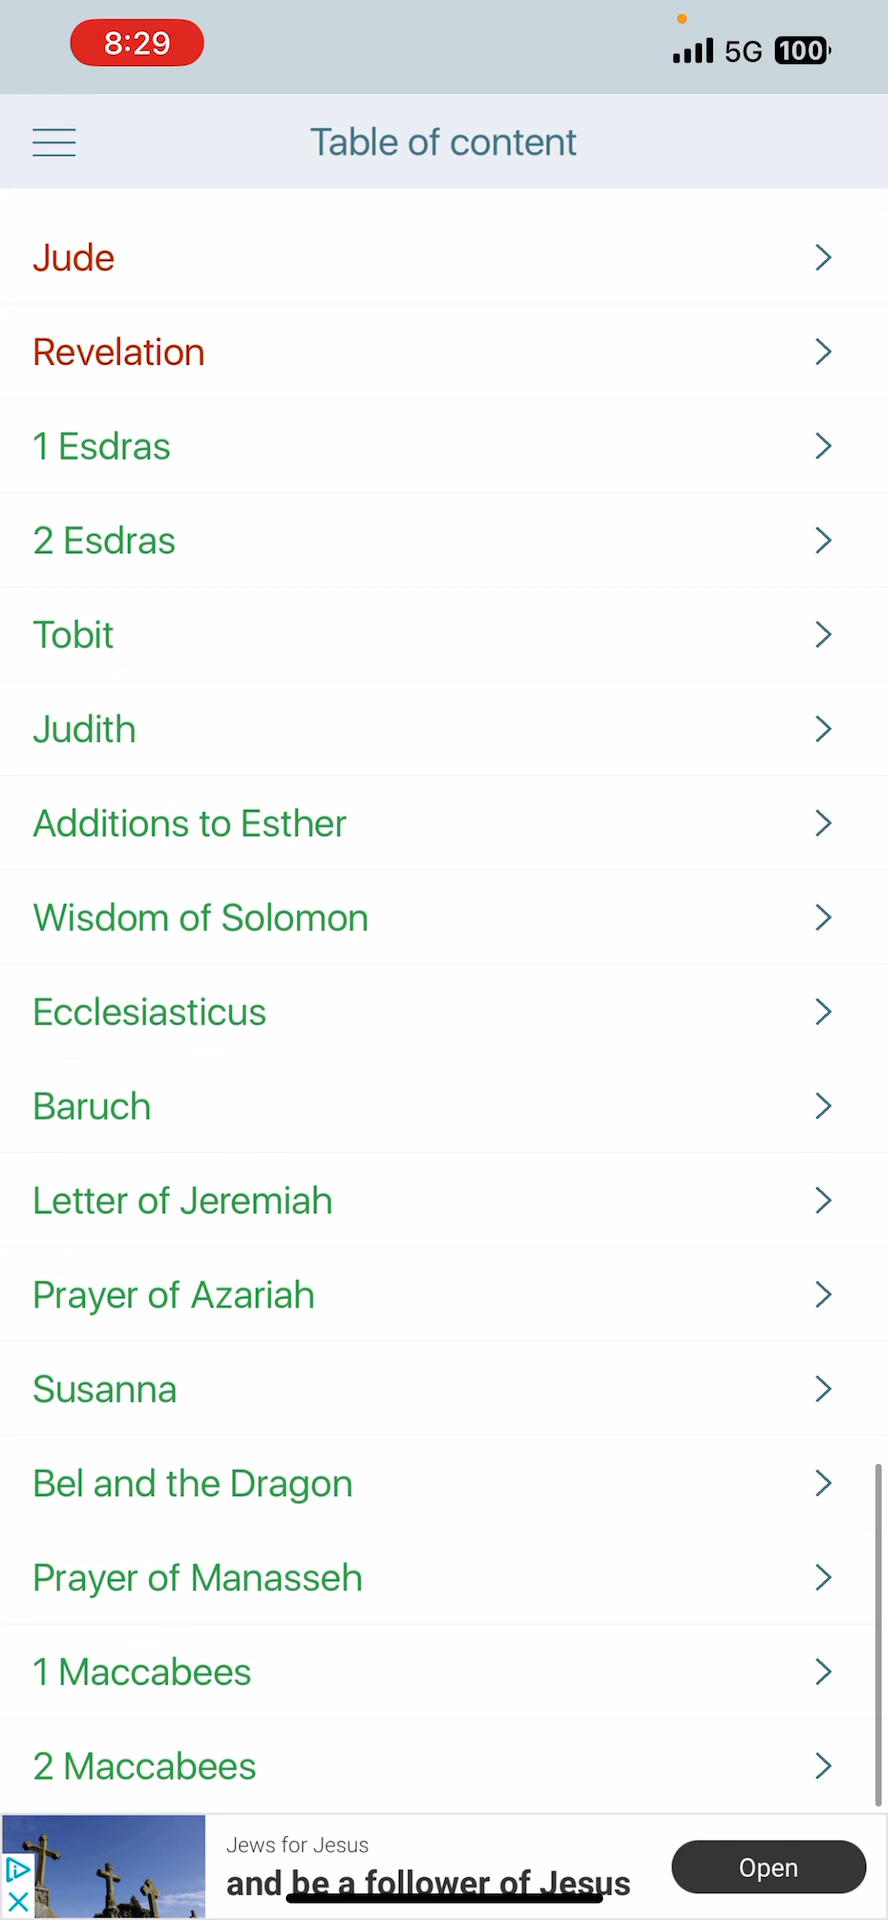 8:29
5G 100
Table of content
Jude
Revelation
1 Esdras
2 Esdras
Tobit
Judith
Additions to Esther
Wisdom of Solomon
Ecclesiasticus
Baruch
Letter of Jeremiah
Prayer of Azariah
Susanna
Bel and the Dragon
Prayer of Manasseh
1 Maccabees
2 Maccabees
Jews for Jesus
and be a follower of Jesus
Open